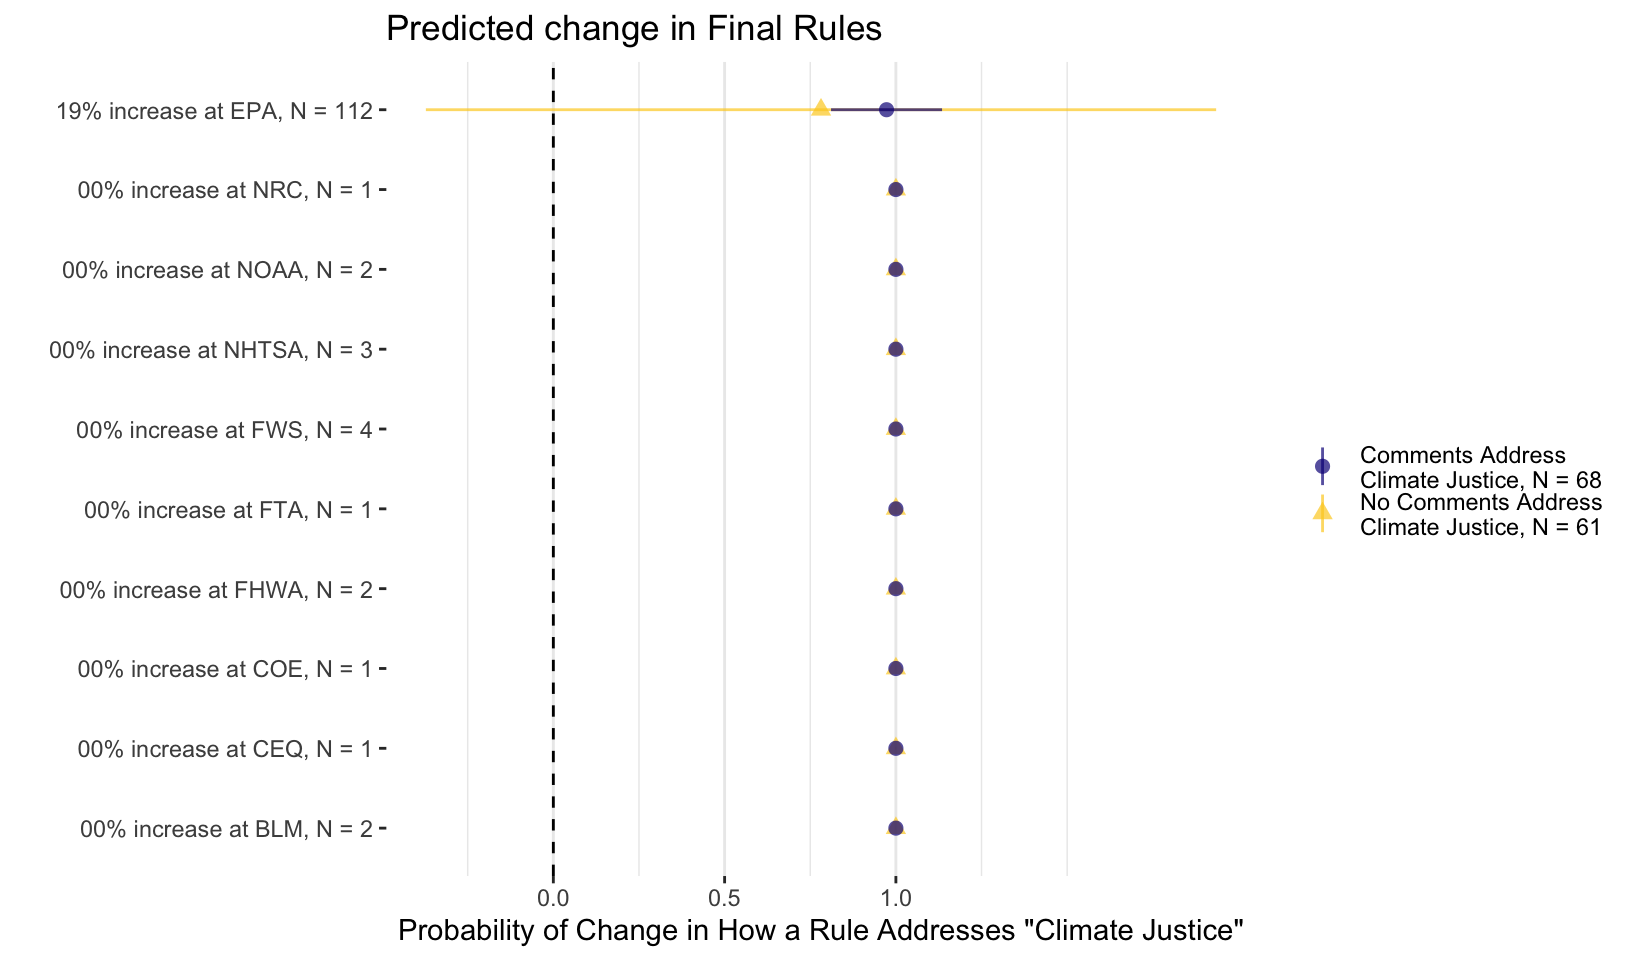 Predicted change in Final Rules
19% increase at EPA, N = 112
00% increase at NRC, N = 1
00% increase at NOAA, N = 2
00% increase at NHTSA, N = 3
00% increase at FWS, N = 4
00% increase at FTA, N = 1
00% increase at FHWA, N = 2
00% increase at COE, N = 1
00% increase at CEQ, N = 1
00% increase at BLM, N = 2
0.0 0.5 1.0
Probability of Change in How a Rule Addresses "Climate Justice"
Comments Address
Climate Justice, N = 68
No Comments Address
Climate Justice, N = 61